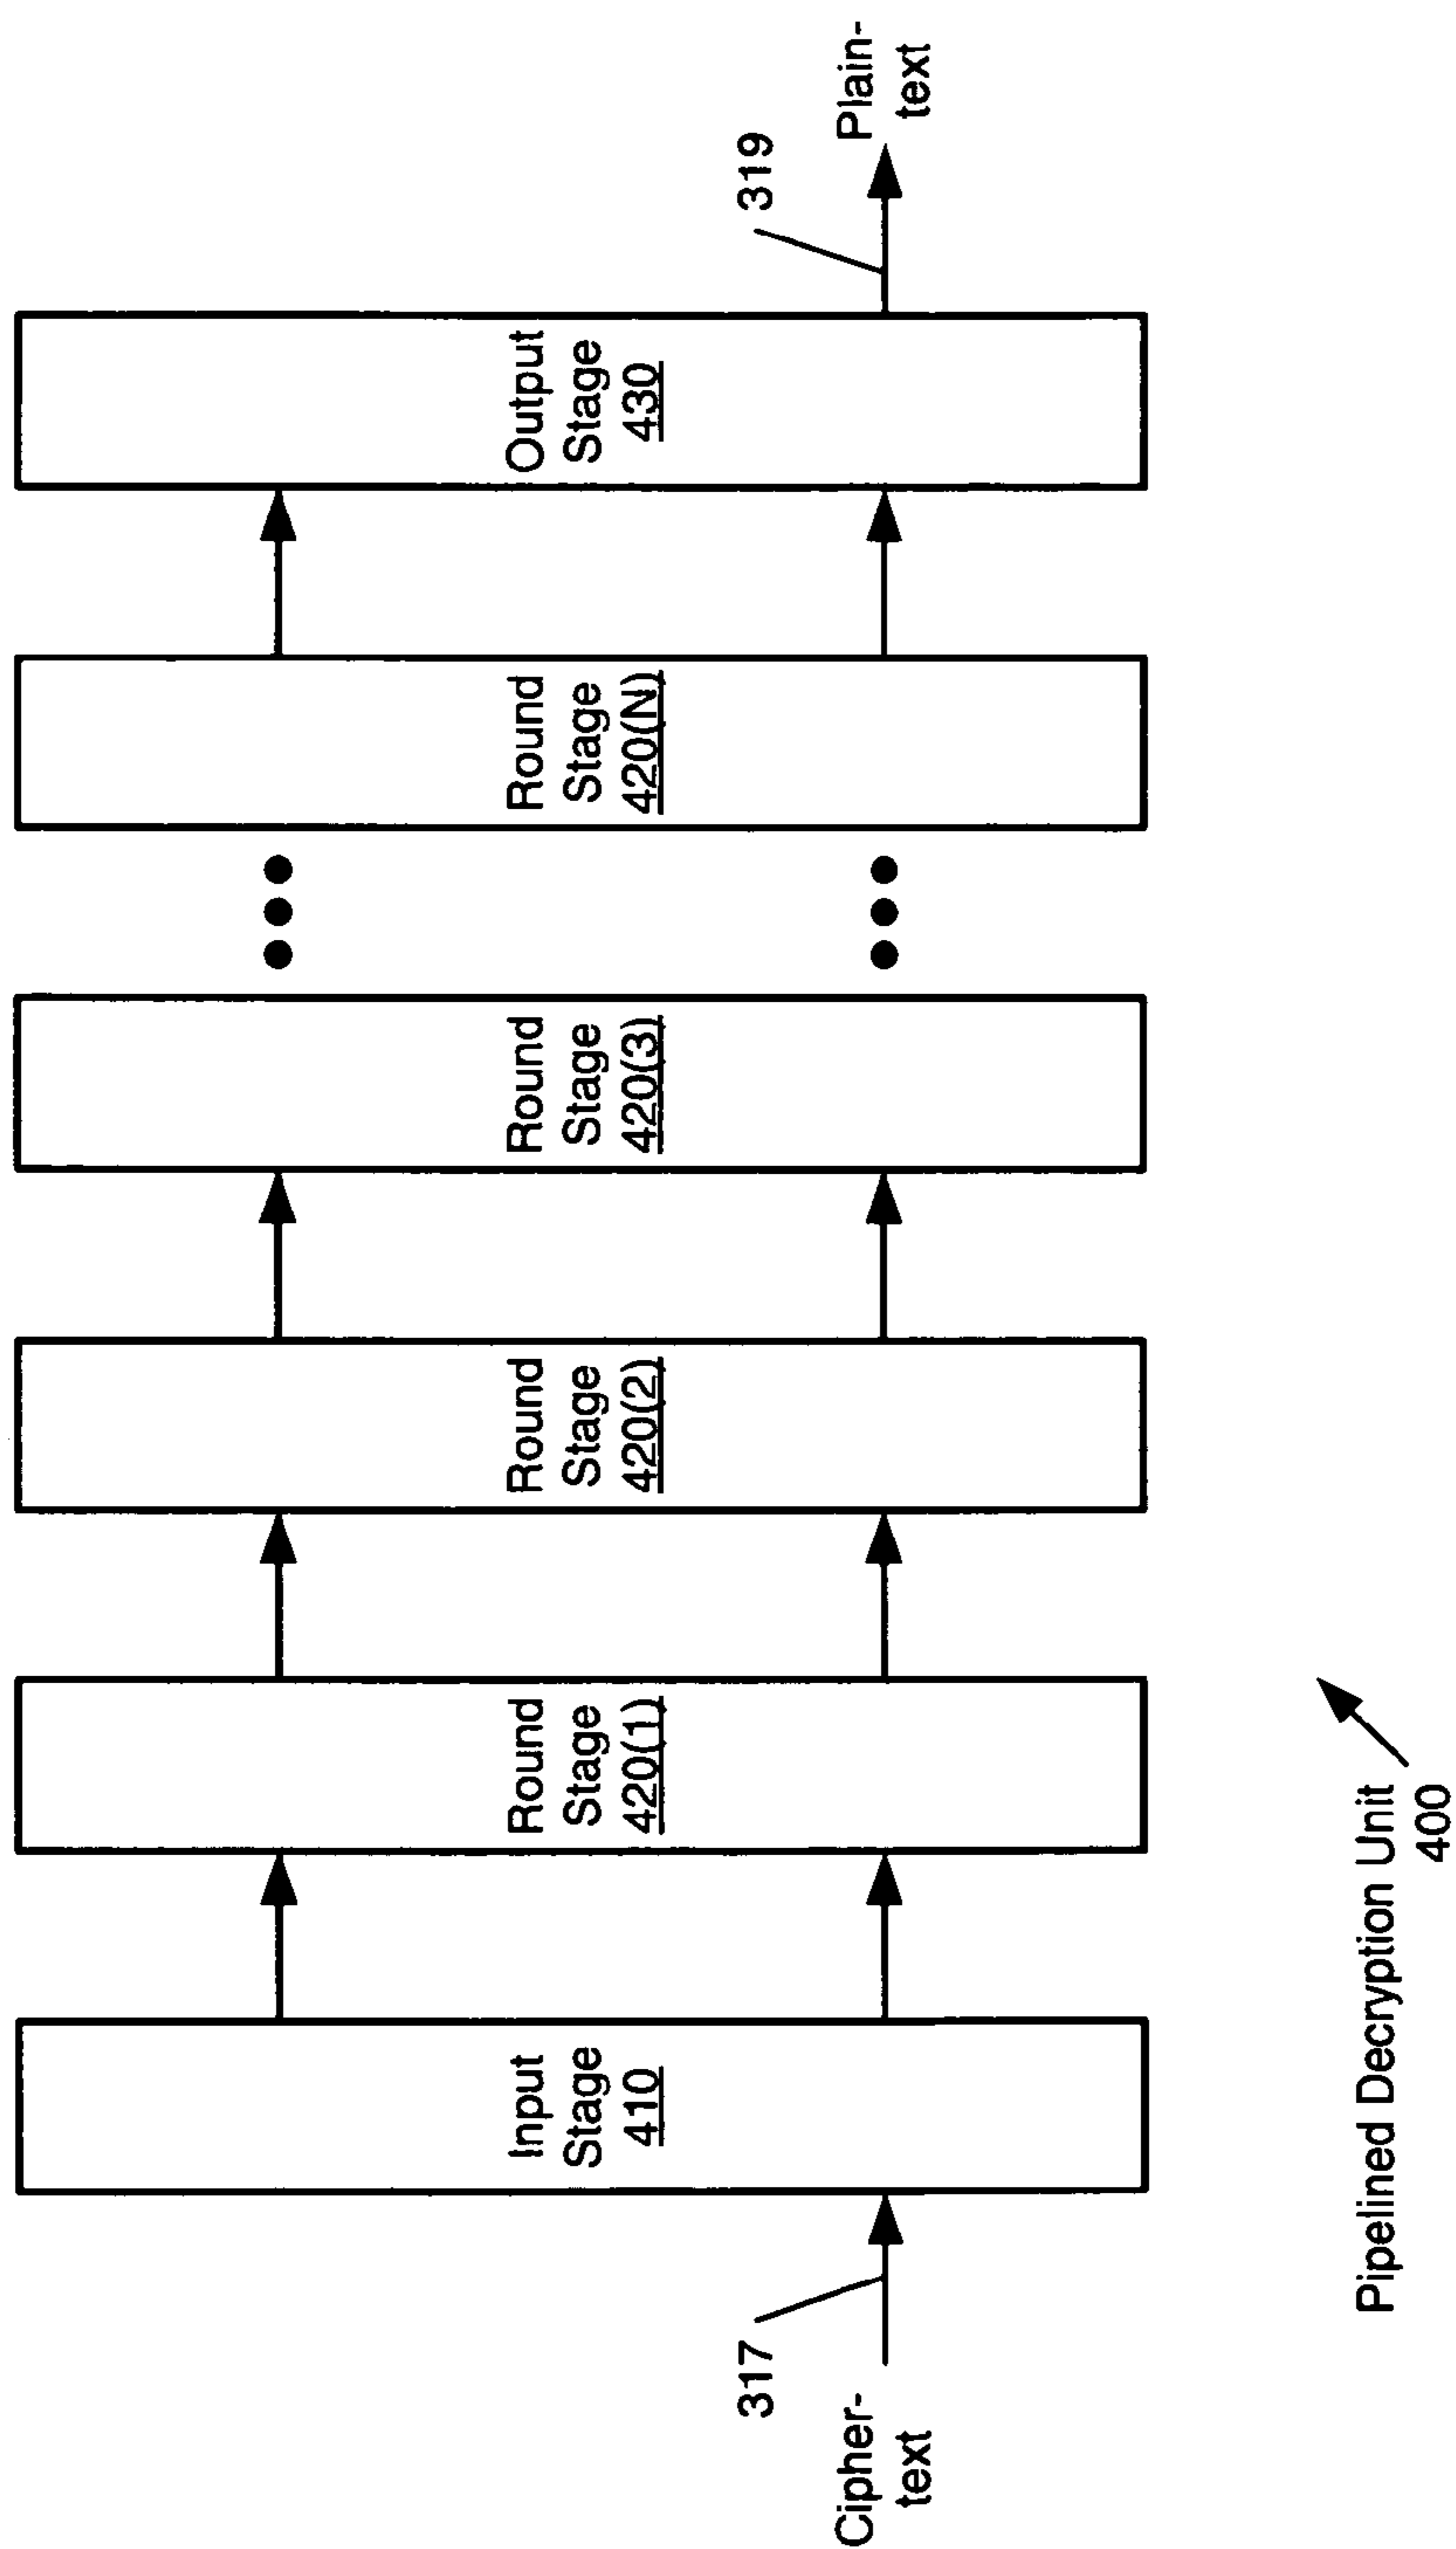 Cipher-
text
317
Input
Stage
410
Round
Stage
420(1)
Round
Stage
420(2)
Round
Stage
420(3)
Round
Stage
420(N)
Output
Stage
430
319
Plain-
text
Pipelined Decryption Unit
400